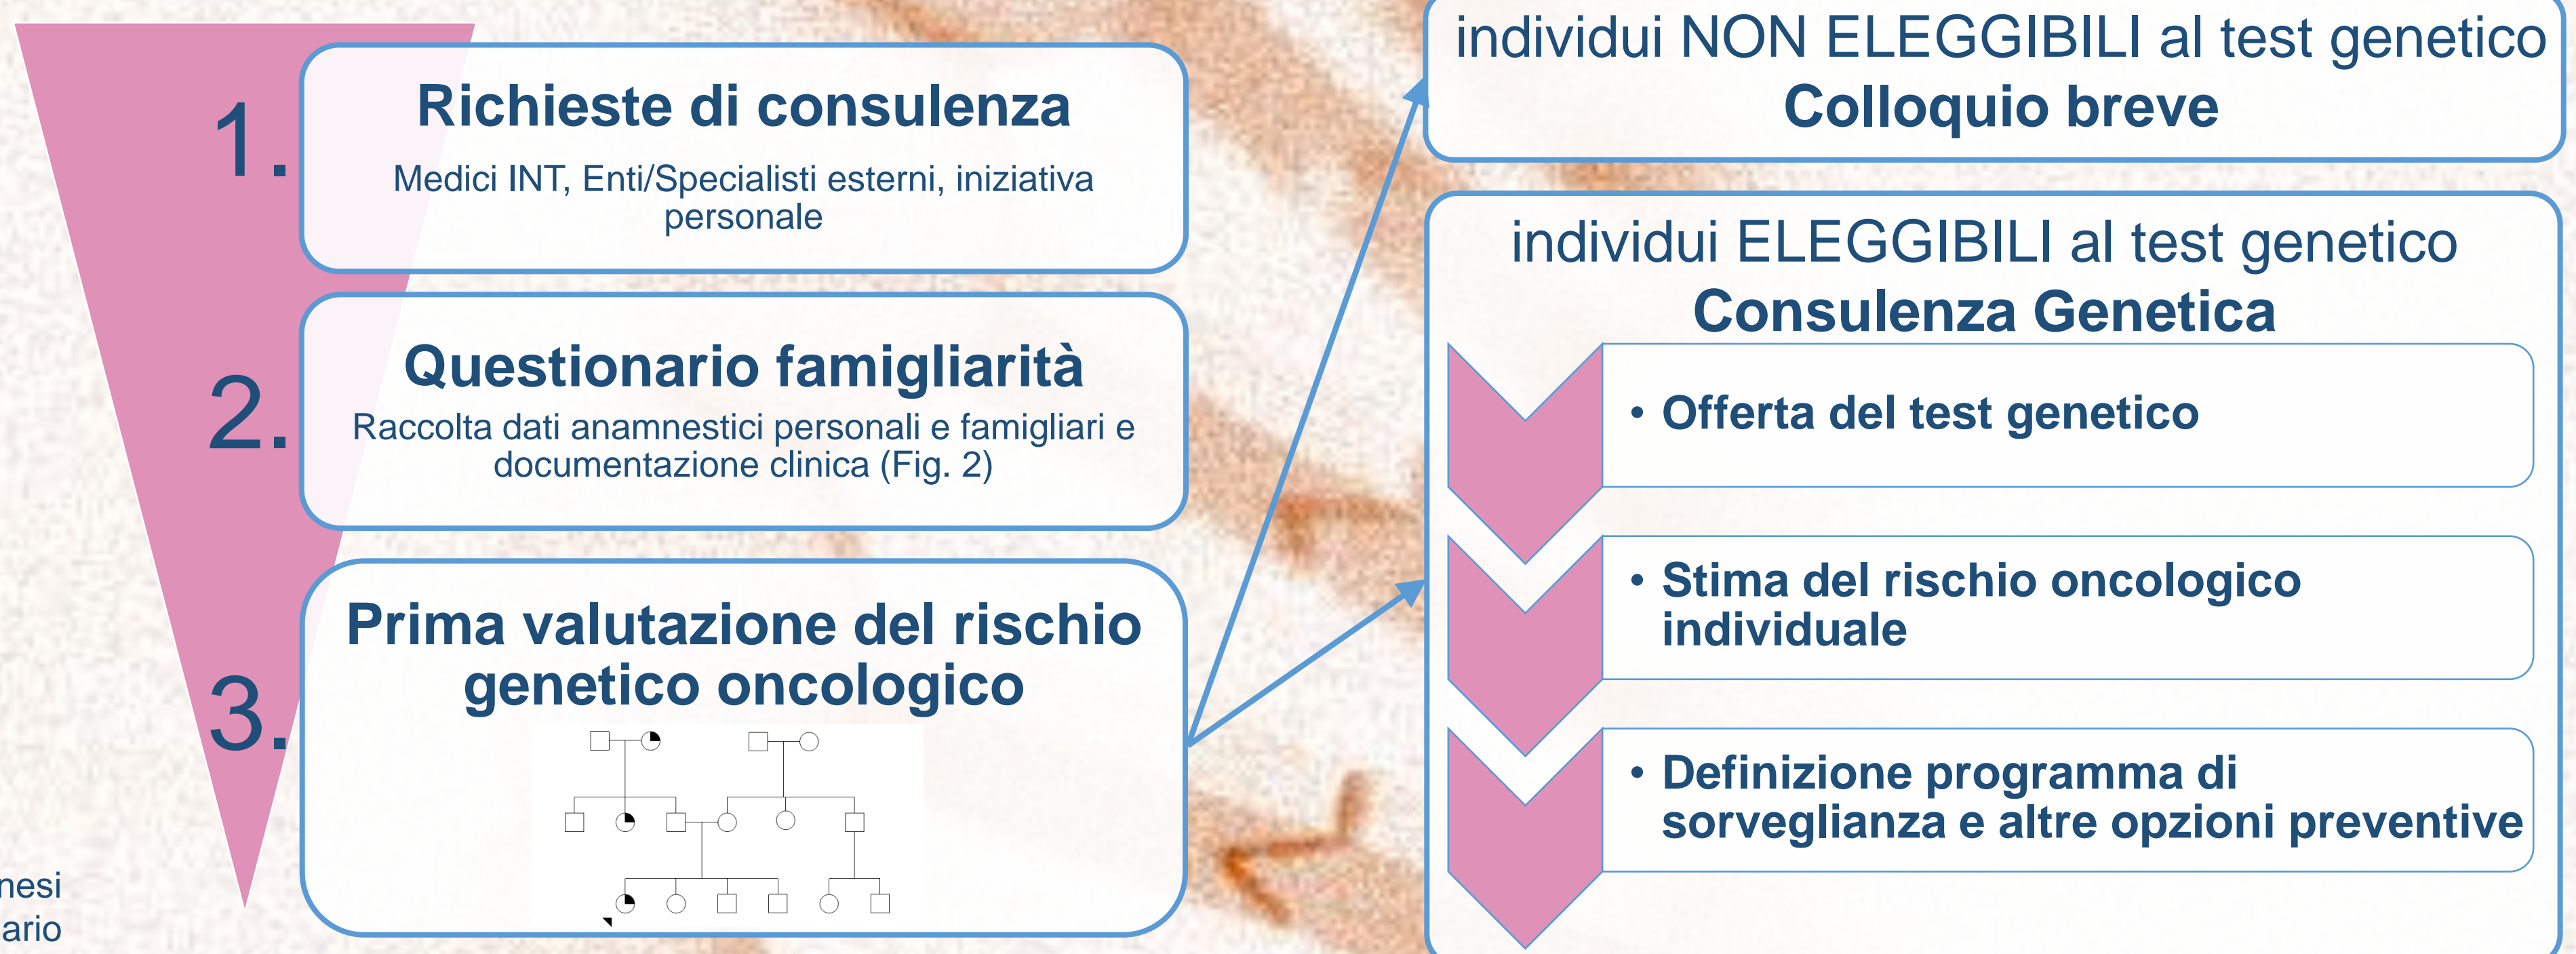 1.
Richieste di consulenza
Medici INT, Enti/Specialisti esterni, iniziativa
personale
2.
Questionario famigliarità
Raccolta dati anamnestici personali e famigliari e
documentazione clinica (Fig. 2)
3.
Prima valutazione del rischio
genetico oncologico
individui NON ELEGGIBILI al test genetico
Colloquio breve
individui ELEGGIBILI al test genetico
Consulenza Genetica
• Offerta del test genetico
• Stima del rischio oncologico
individuale
• Definizione programma di
sorveglianza e altre opzioni preventive